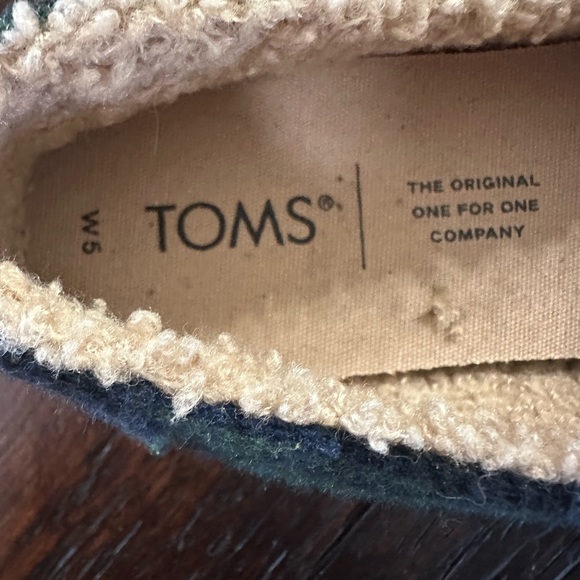 W5
TOMS®
THE ORIGINAL
ONE FOR ONE
COMPANY